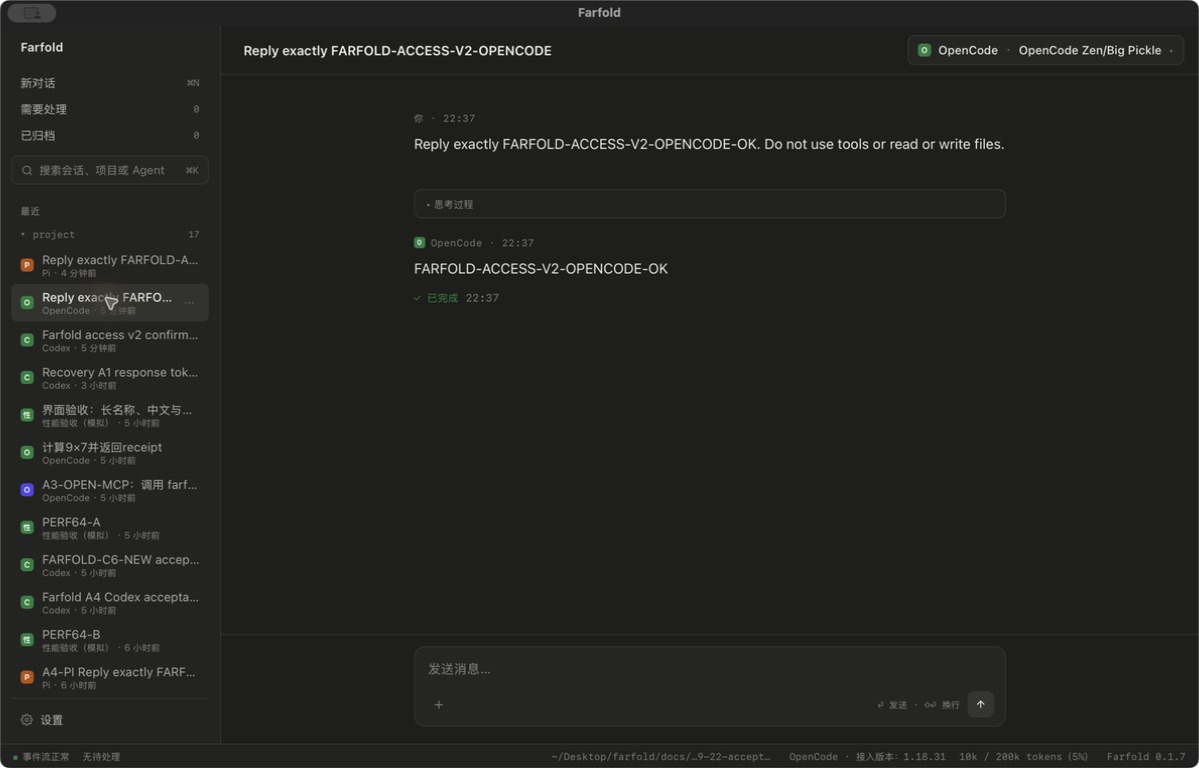 Farfold
Farfold
新对话 ⌘N
需要处理 0
已归档 0
搜索会话、项目或 Agent ⌘K
最近
project 17
P
Reply exactly FARFOLD-A...
Pi · 4 分钟前
O
Reply exactly FARFO... ...
OpenCode · 5 分钟前
C
Farfold access v2 confirm...
Codex · 5 分钟前
C
Recovery A1 response tok...
Codex · 3 小时前
性
界面验收：长名称、中文与...
性能验收（模拟） · 5 小时前
O
计算9×7并返回receipt
OpenCode · 5 小时前
O
A3-OPEN-MCP：调用 farf...
OpenCode · 5 小时前
性
PERF64-A
性能验收（模拟） · 5 小时前
C
FARFOLD-C6-NEW accep...
Codex · 5 小时前
C
Farfold A4 Codex accepta...
Codex · 5 小时前
性
PERF64-B
性能验收（模拟） · 6 小时前
P
A4-PI Reply exactly FARF...
Pi · 6 小时前
设置
Reply exactly FARFOLD-ACCESS-V2-OPENCODE
O OpenCode · OpenCode Zen/Big Pickle
你 · 22:37
Reply exactly FARFOLD-ACCESS-V2-OPENCODE-OK. Do not use tools or read or write files.
思考过程
O OpenCode · 22:37
FARFOLD-ACCESS-V2-OPENCODE-OK
✓ 已完成 22:37
发送消息...
+ ↵ 发送 · ⇧↵ 换行
事件流正常 无待处理 ~/Desktop/farfold/docs/…9-22-accept… OpenCode · 接入版本: 1.18.31 10k / 200k tokens (5%) Farfold 0.1.7